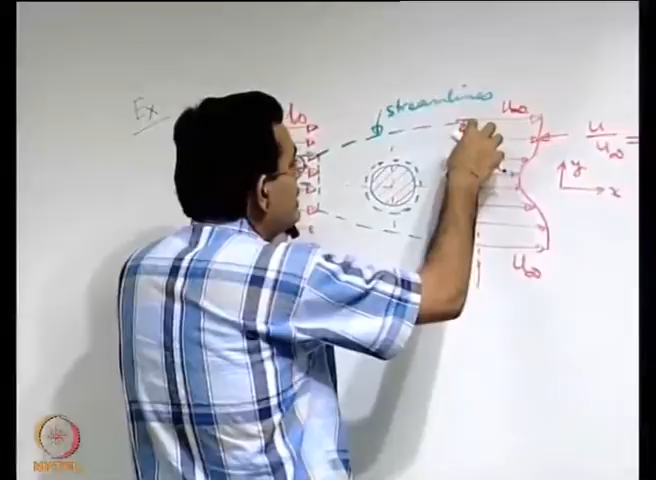 Ex
streamlines
u∞
u∞
u/u∞ =
y
x
u∞
NPTEL